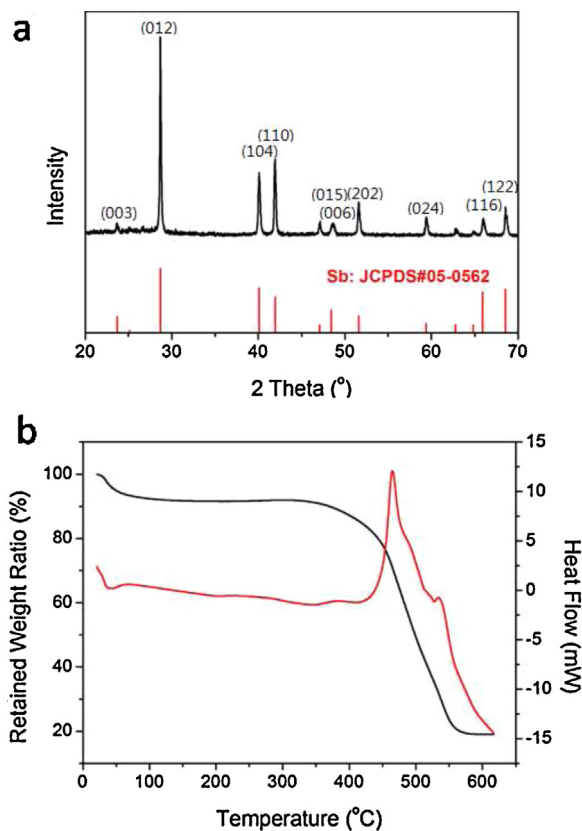 a
(012)
(110)
(104)
(015) (202)
(122)
(003)
(006)
(024)
(116)
Intensity
Sb: JCPDS#05-0562
20 30 40 50 60 70
2 Theta (o)
b
15
100
10
80
5
0
60
-5
40
-10
20
-15
Retained Weight Ratio (%)
Heat Flow (mW)
0 100 200 300 400 500 600
Temperature (oC)